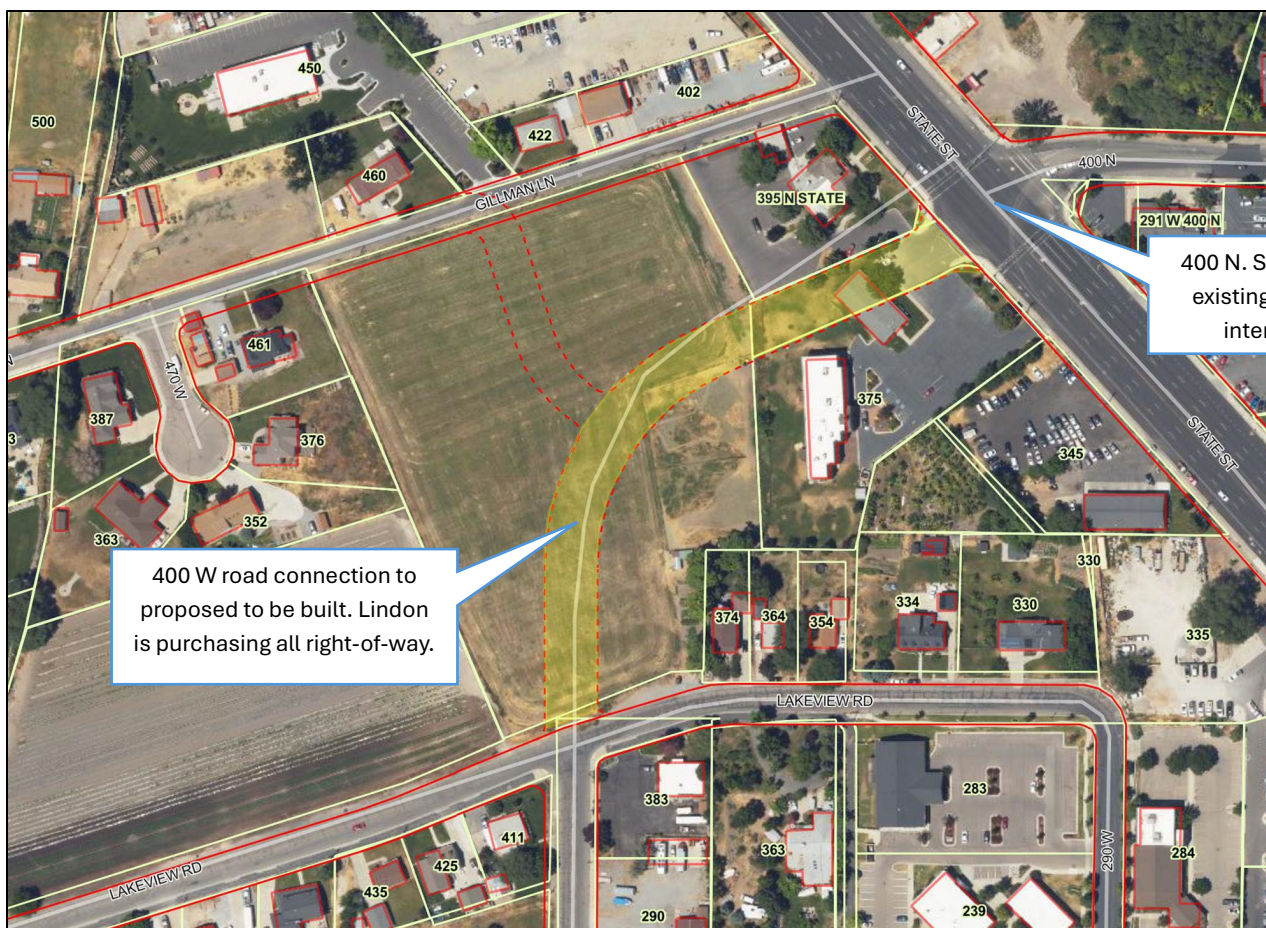 450
500
402
422
STATE ST
400 N
460
GILLMAN LN
395 N STATE
291 W 400 N
400 N. S
existing
inter
461
N
470 W
387
376
375
STATE ST
345
3
363
352
400 W road connection to
proposed to be built. Lindon
is purchasing all right-of-way.
330
374
364
354
334
330
335
LAKEVIEW RD
383
283
411
363
425
284
260 W
LAKEVIEW RD
435
290
239